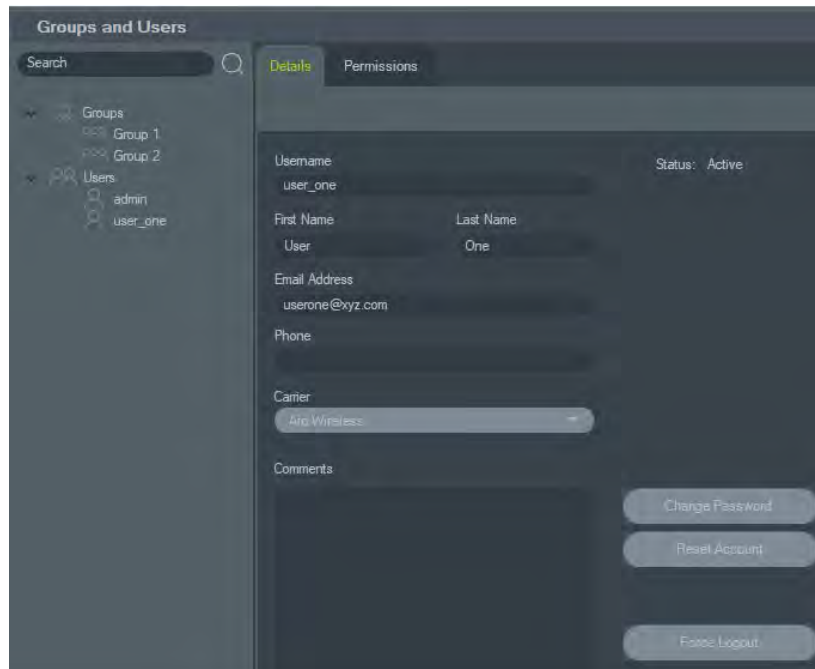 Groups and Users
Search
Groups
Group 1
Group 2
Users
admin
user_one
Details
Permissions
Username
user_one
Status: Active
First Name
Last Name
User
One
Email Address
userone@xyz.com
Phone
Carrier
Aio Wireless
Comments
Change Password
Reset Account
Force Logout